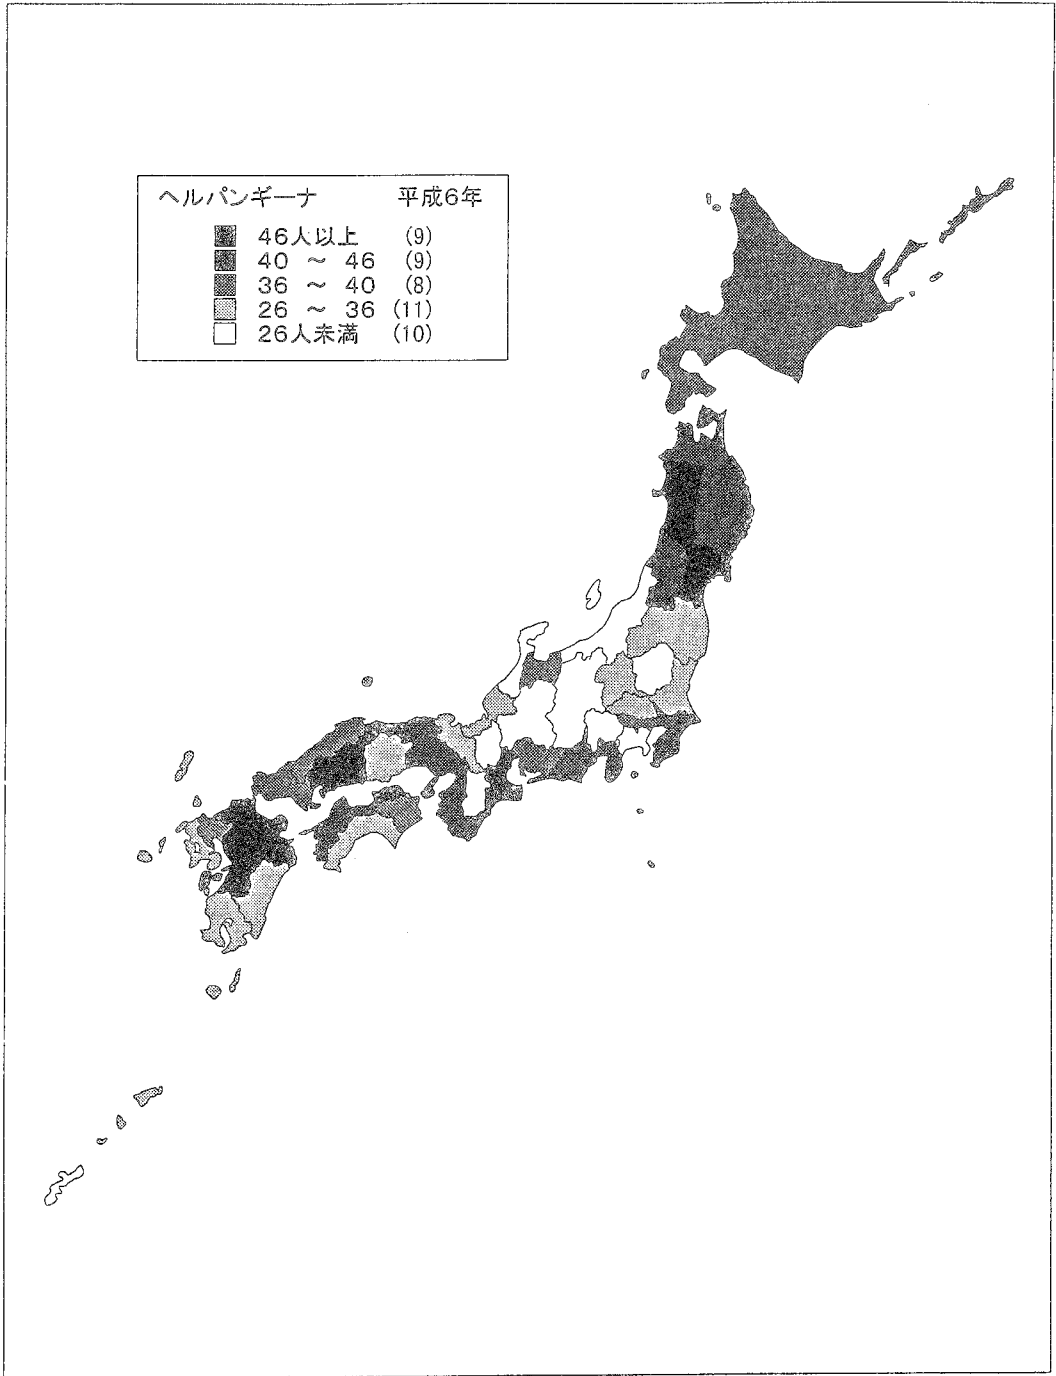 ヘルパンギーナ 平成6年
46人以上 (9)
40 ～ 46 (9)
36 ～ 40 (8)
26 ～ 36 (11)
26人未満 (10)